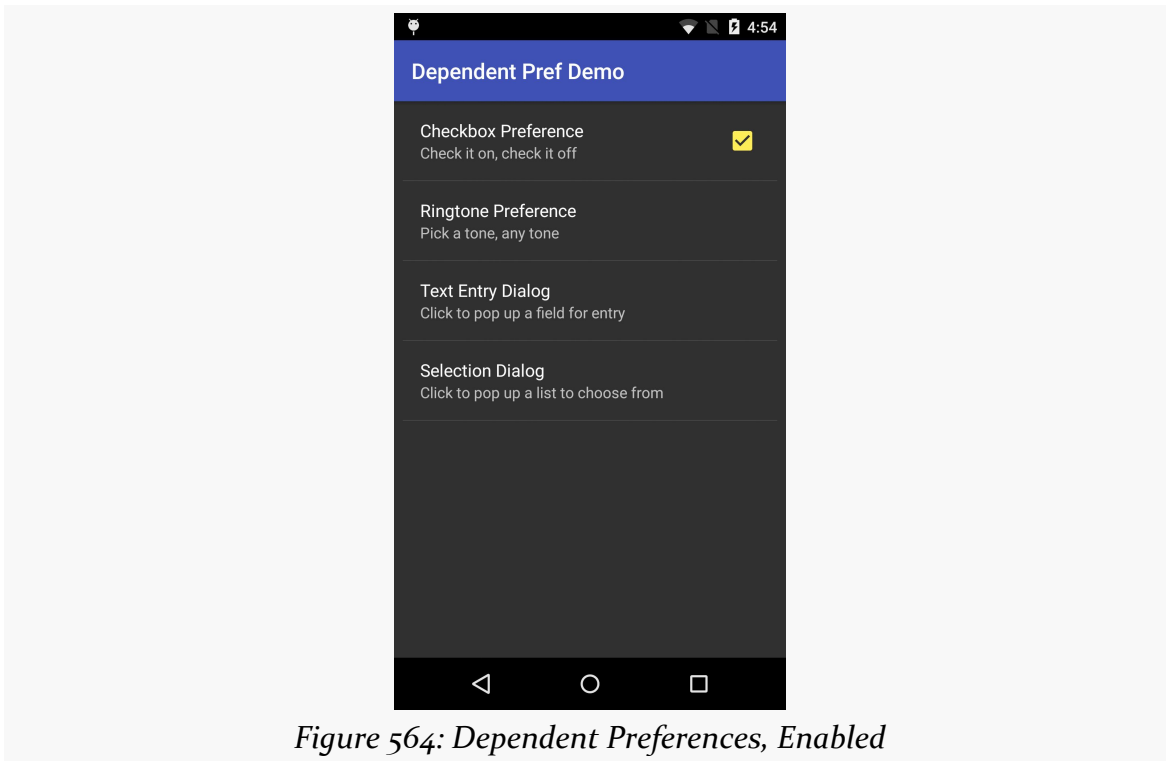 4:54
Dependent Pref Demo
Checkbox Preference
Check it on, check it off
Ringtone Preference
Pick a tone, any tone
Text Entry Dialog
Click to pop up a field for entry
Selection Dialog
Click to pop up a list to choose from
Figure 564: Dependent Preferences, Enabled